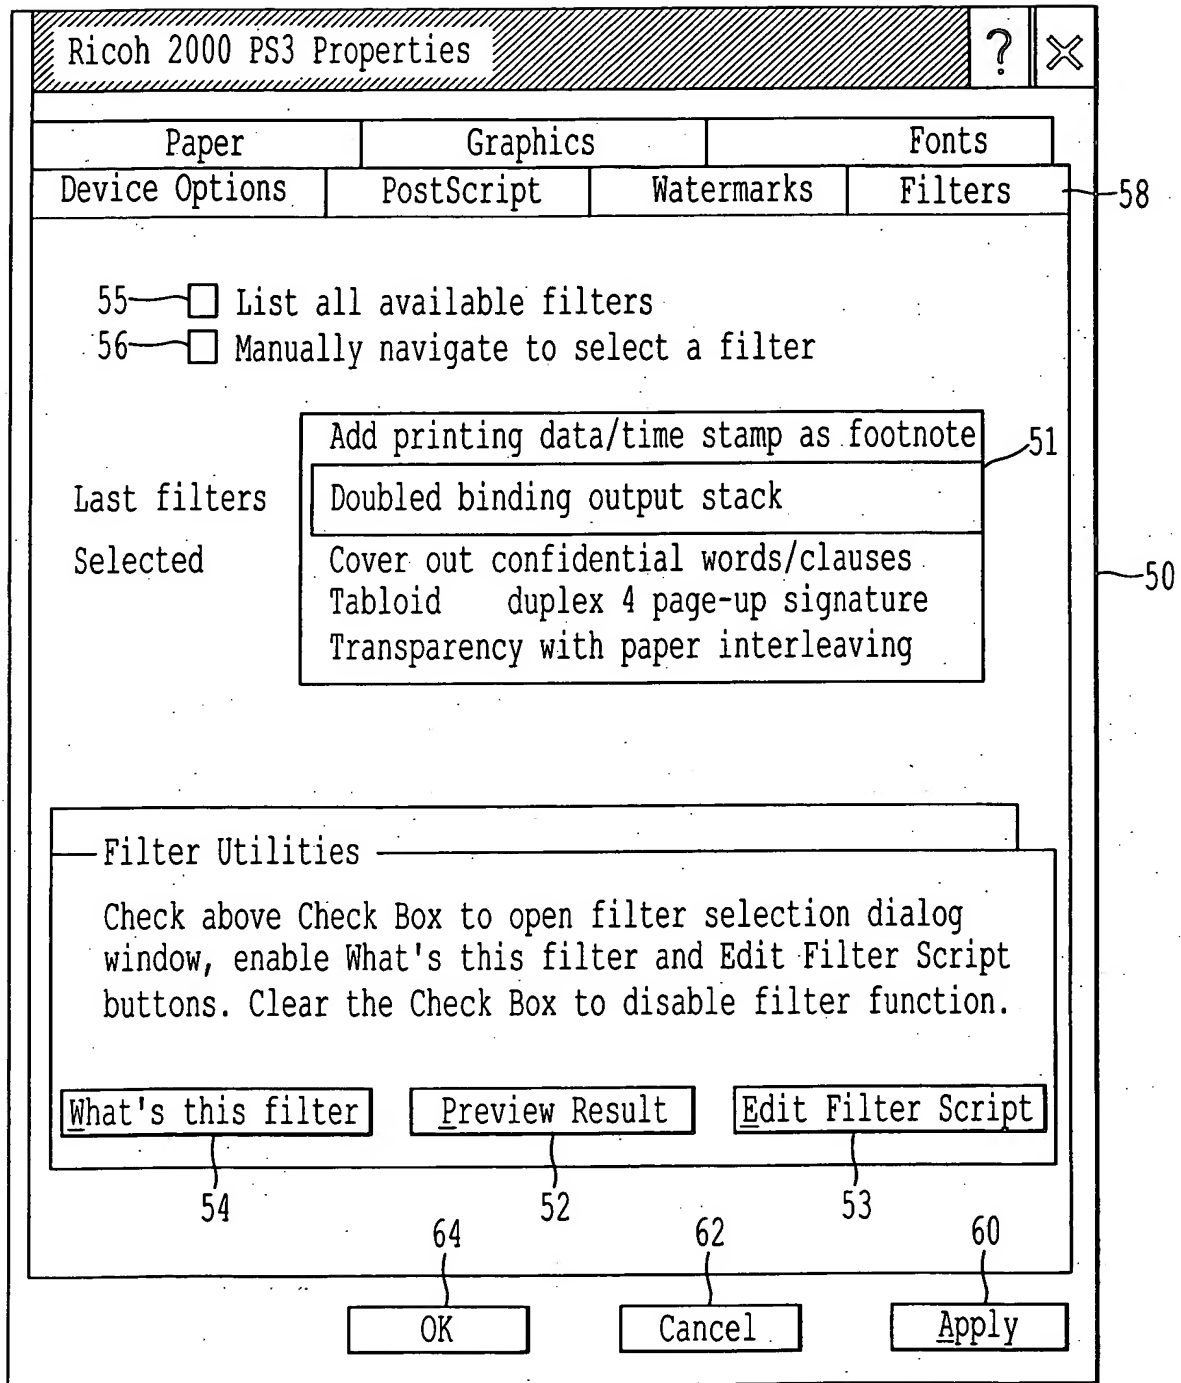 Ricoh 2000 PS3 Properties ? X
Paper Graphics Fonts
Device Options PostScript Watermarks Filters 58
55 List all available filters
56 Manually navigate to select a filter
Add printing data/time stamp as footnote 51
Last filters Doubled binding output stack
Selected Cover out confidential words/clauses
50
Tabloid duplex 4 page-up signature
Transparency with paper interleaving
Filter Utilities
Check above Check Box to open filter selection dialog
window, enable What's this filter and Edit Filter Script
buttons. Clear the Check Box to disable filter function.
What's this filter Preview Result Edit Filter Script
54 52 53
64 62 60
OK Cancel Apply